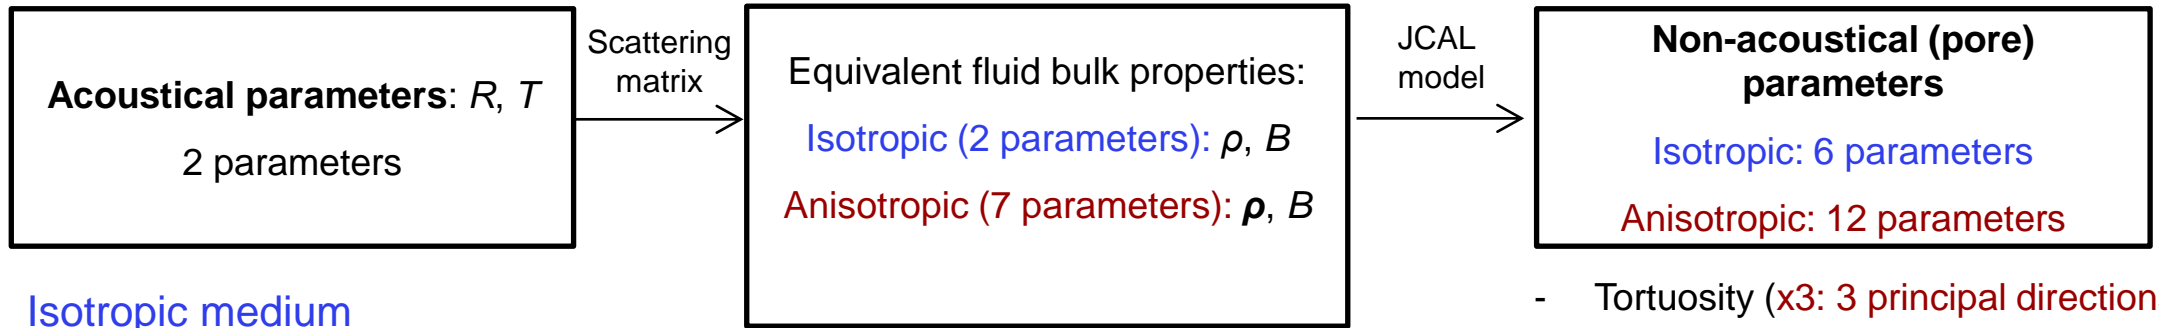 Acoustical parameters: R, T
2 parameters
Scattering
matrix
Equivalent fluid bulk properties:
Isotropic (2 parameters): ρ, B
Anisotropic (7 parameters): ρ, B
JCAL
model
Non-acoustical (pore)
parameters
Isotropic: 6 parameters
Anisotropic: 12 parameters
Isotropic medium
- Tortuosity (x3: 3 principal direction